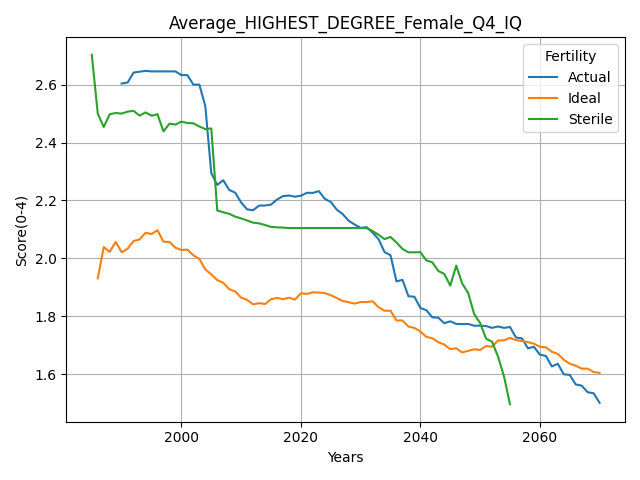 Average_HIGHEST_DEGREE_Female_Q4_IQ
Fertility
Actual
Ideal
Sterile
Score(0-4)
2.6
2.4
2.2
2.0
1.8
1.6
2000
2020
2040
2060
Years